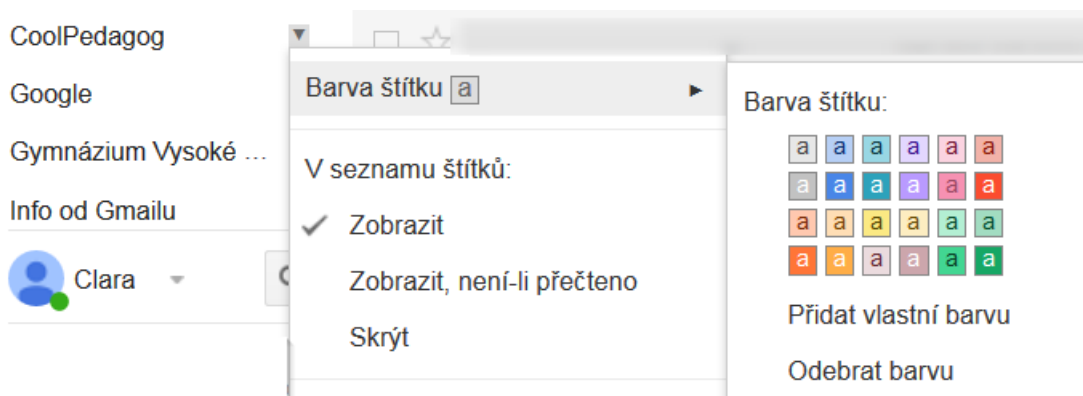 CoolPedagog
Google
Gymnázium Vysoké ...
Info od Gmailu
Clara
Barva štítku a
V seznamu štítků:
Zobrazit
Zobrazit, není-li přečteno
Skrýt
Barva štítku:
a a a a a a
a a a a a a
a a a a a a
a a a a a a
Přidat vlastní barvu
Odebrat barvu